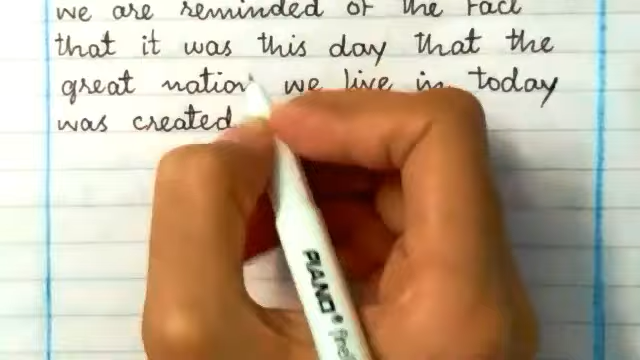 we are reminded of the fact
that it was this day that the
great nation we live in today
was created
PIANO®